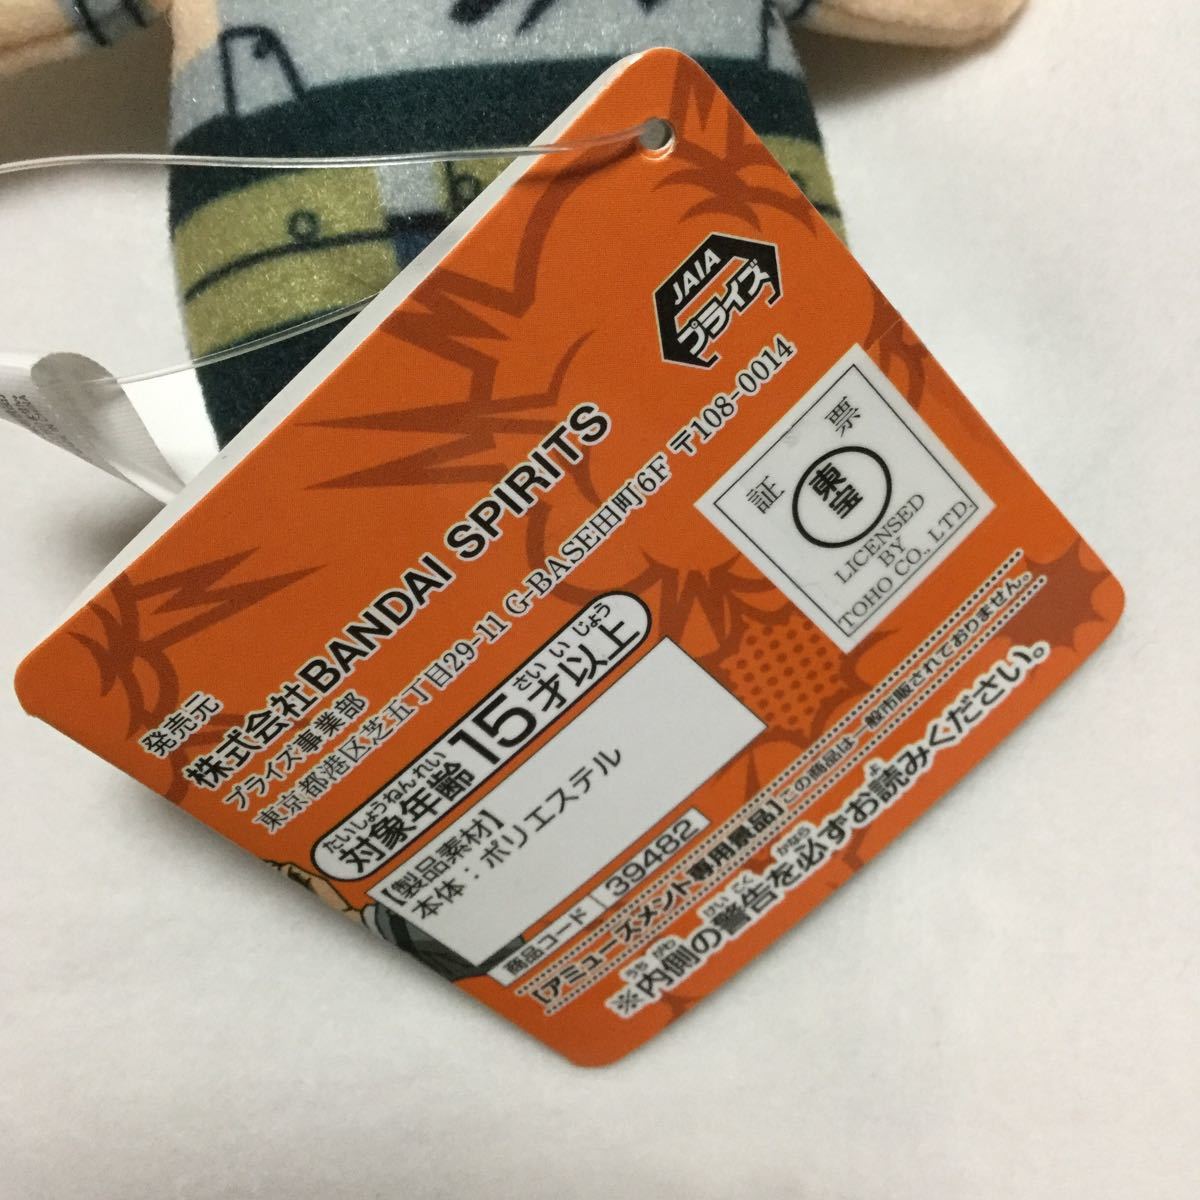 JAIA
プライズ
発売元
株式会社BANDAI SPIRITS
プライズ事業部
東京都港区芝五丁目29-11 G-BASE田町6F 〒108-0014
証票
東宝
LICENSED
BY
TOHO CO., LTD.
たいしょうねんれい さい いじょう
対象年齢15才以上
【製品素材】
本体：ポリエステル
商品コード 39482
【アミューズメント専用景品】この商品は一般市販されておりません。
うちがわ けいこく かなら よ
※内側の警告を必ずお読みください。